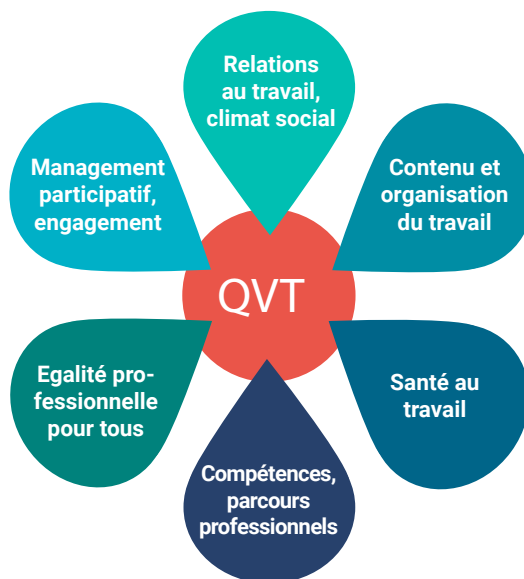 Relations
au travail,
climat social
Management
participatif,
engagement
Contenu et
organisation
du travail
QVT
Egalité pro-
fessionnelle
pour tous
Santé au
travail
Compétences,
parcours
professionnels